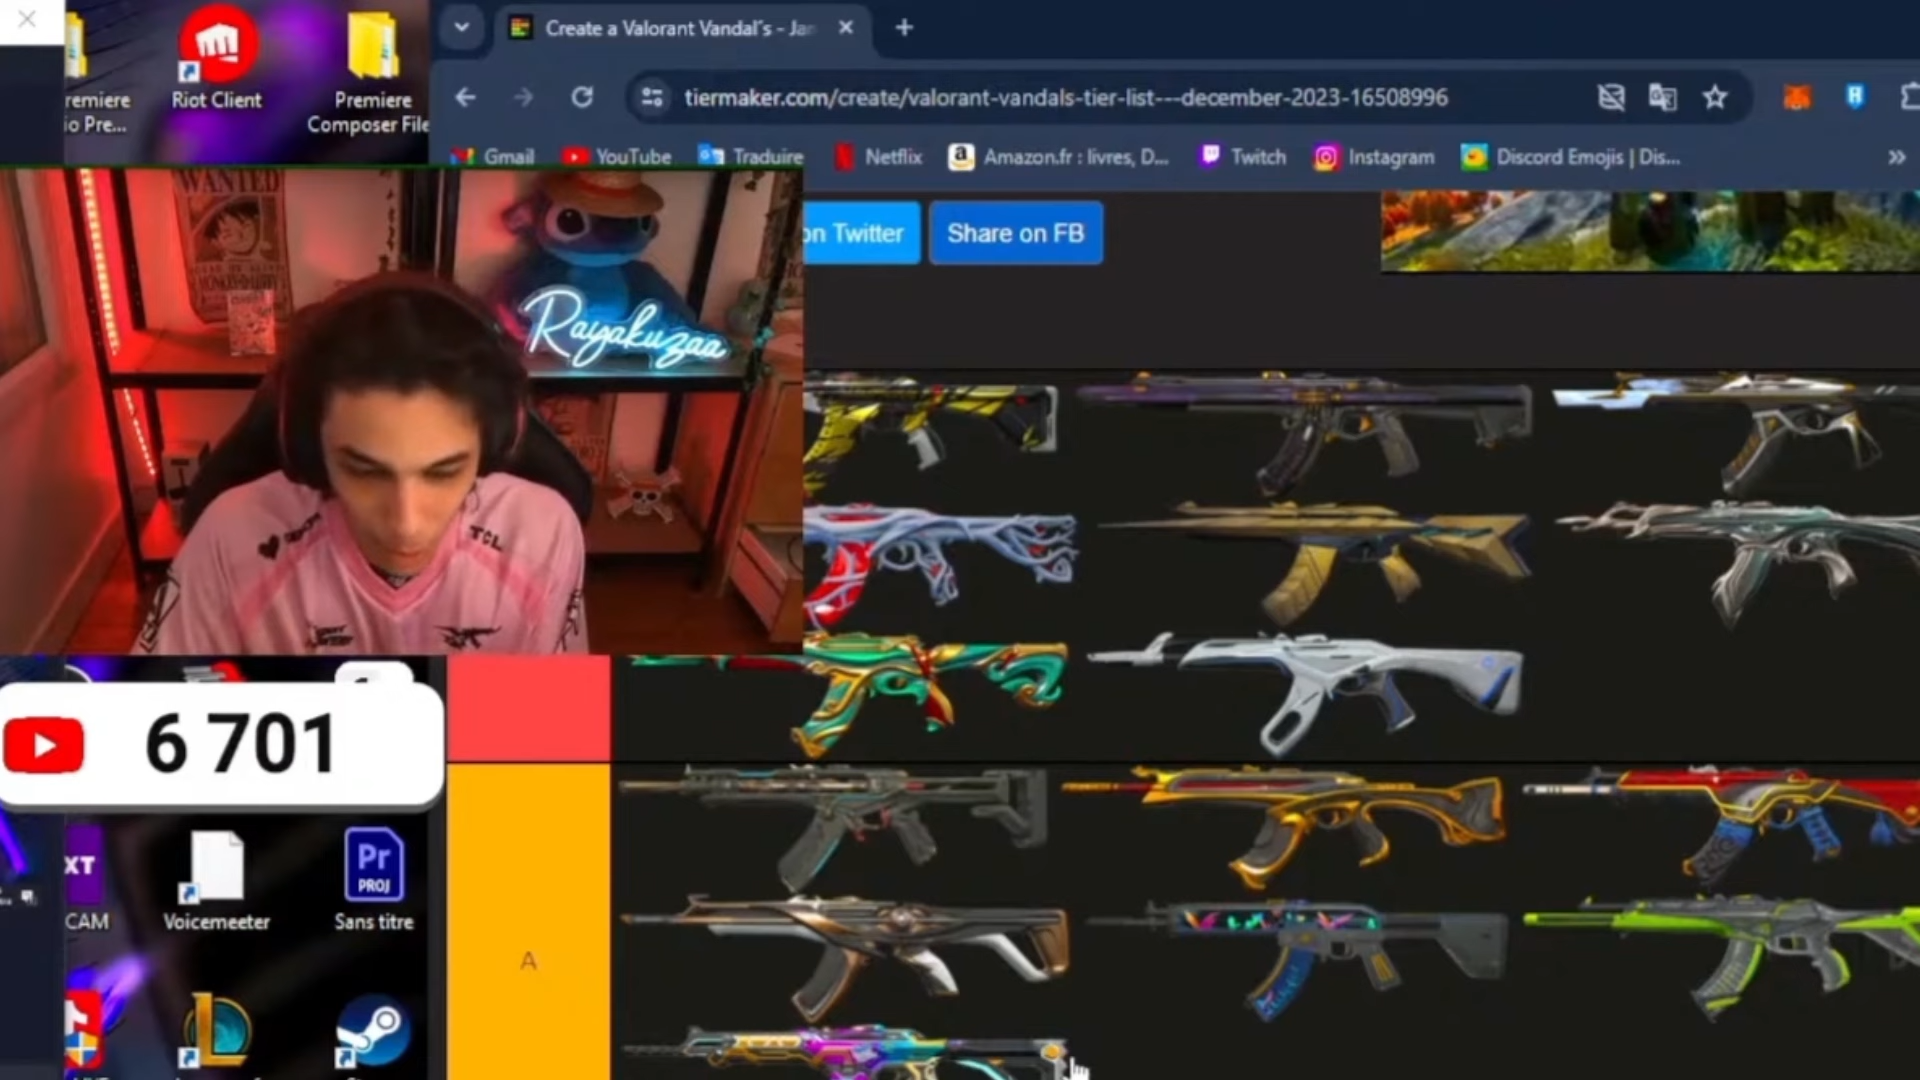 Create a Valorant Vandal's - Jan
Riot Client
Premiere
Composer File
remiere
io Pre...
tiermaker.com/create/valorant-vandals-tier-list---december-2023-16508996
Gmail
YouTube
Traduire
Netflix
Amazon.fr : livres, D...
Twitch
Instagram
Discord Emojis | Dis...
on Twitter
Share on FB
WANTED
Rayakuzaa
TCL
6 701
XT
CAM
Voicemeeter
Pr
PROJ
Sans titre
A